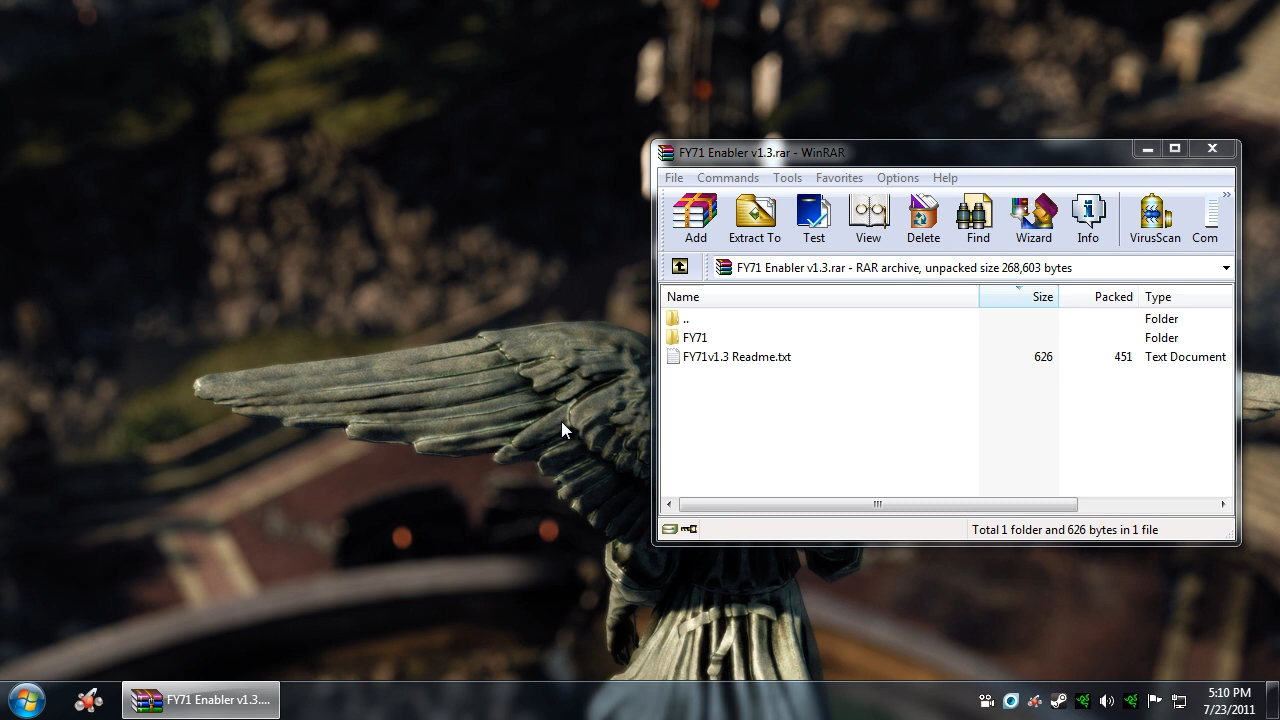 FY71 Enabler v1.3.rar - WinRAR
File Commands Tools Favorites Options Help
Add Extract To Test View Delete Find Wizard Info VirusScan Com
FY71 Enabler v1.3.rar - RAR archive, unpacked size 268,603 bytes
Name Size Packed Type
.. Folder
FY71 Folder
FY71v1.3 Readme.txt 626 451 Text Document
Total 1 folder and 626 bytes in 1 file
FY71 Enabler v1.3....
5:10 PM
7/23/2011